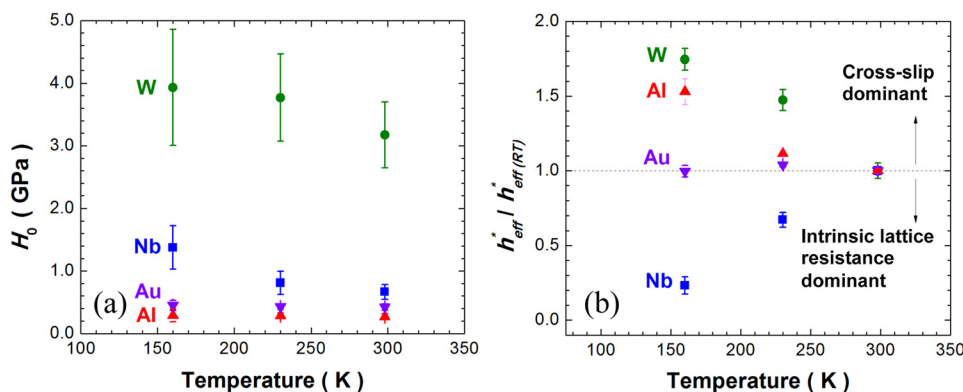 5.0
4.0
3.0
2.0
1.0
0.0
H₀ ( GPa )
W
Nb
Au
Al
(a)
100 150 200 250 300 350
Temperature ( K )
2.0
1.5
1.0
0.5
0.0
h*eff / h*eff (RT)
W
Al
Au
Nb
Cross-slip
dominant
Intrinsic lattice
resistance
dominant
(b)
100 150 200 250 300 350
Temperature ( K )